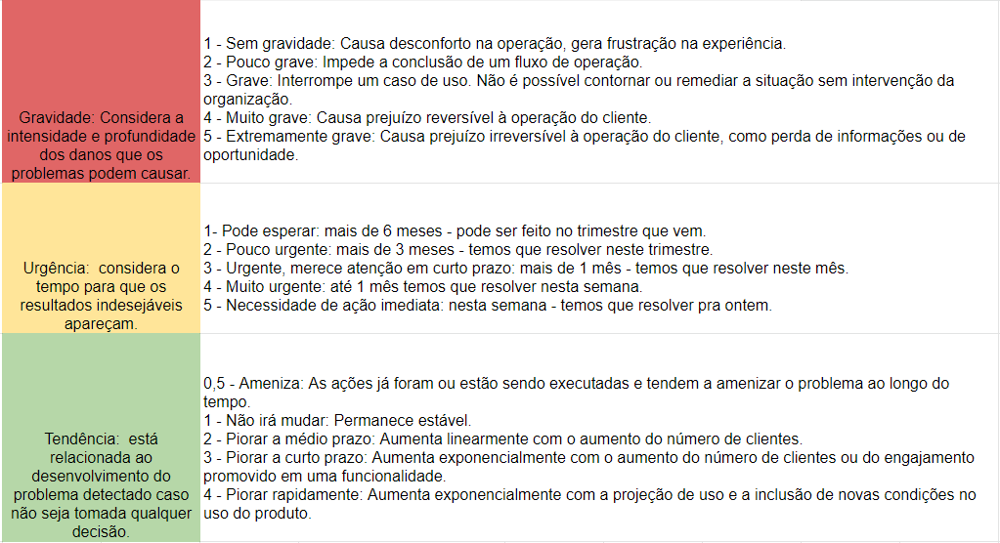 Gravidade: Considera a
intensidade e profundidade
dos danos que os
problemas podem causar.
1 - Sem gravidade: Causa desconforto na operação, gera frustração na experiência.
2 - Pouco grave: Impede a conclusão de um fluxo de operação.
3 - Grave: Interrompe um caso de uso. Não é possível contornar ou remediar a situação sem intervenção da
organização.
4 - Muito grave: Causa prejuízo reversível à operação do cliente.
5 - Extremamente grave: Causa prejuízo irreversível à operação do cliente, como perda de informações ou de
oportunidade.
Urgência:  considera o
tempo para que os
resultados indesejáveis
apareçam.
1- Pode esperar: mais de 6 meses - pode ser feito no trimestre que vem.
2 - Pouco urgente: mais de 3 meses - temos que resolver neste trimestre.
3 - Urgente, merece atenção em curto prazo: mais de 1 mês - temos que resolver neste mês.
4 - Muito urgente: até 1 mês temos que resolver nesta semana.
5 - Necessidade de ação imediata: nesta semana - temos que resolver pra ontem.
Tendência:  está
relacionada ao
desenvolvimento do
problema detectado caso
não seja tomada qualquer
decisão.
0,5 - Ameniza: As ações já foram ou estão sendo executadas e tendem a amenizar o problema ao longo do
tempo.
1 - Não irá mudar: Permanece estável.
2 - Piorar a médio prazo: Aumenta linearmente com o aumento do número de clientes.
3 - Piorar a curto prazo: Aumenta exponencialmente com o aumento do número de clientes ou do engajamento
promovido em uma funcionalidade.
4 - Piorar rapidamente: Aumenta exponencialmente com a projeção de uso e a inclusão de novas condições no
uso do produto.